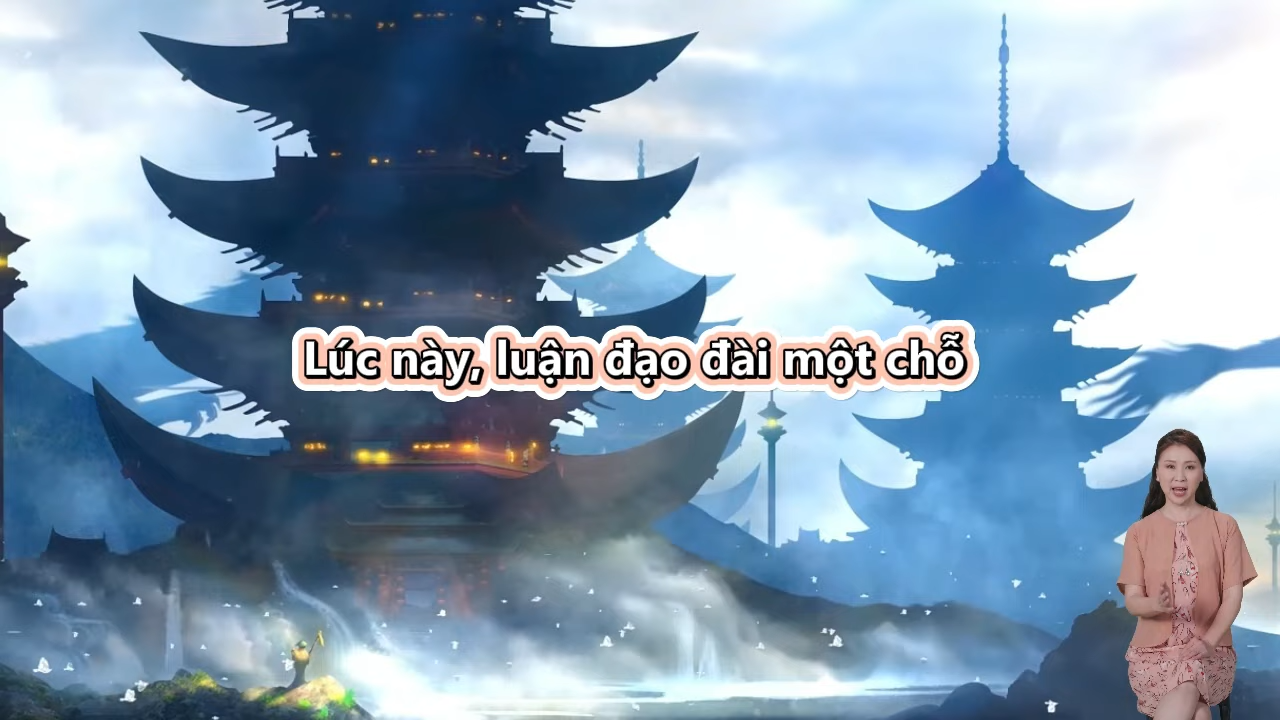 Lúc này, luận đạo đài một chỗ